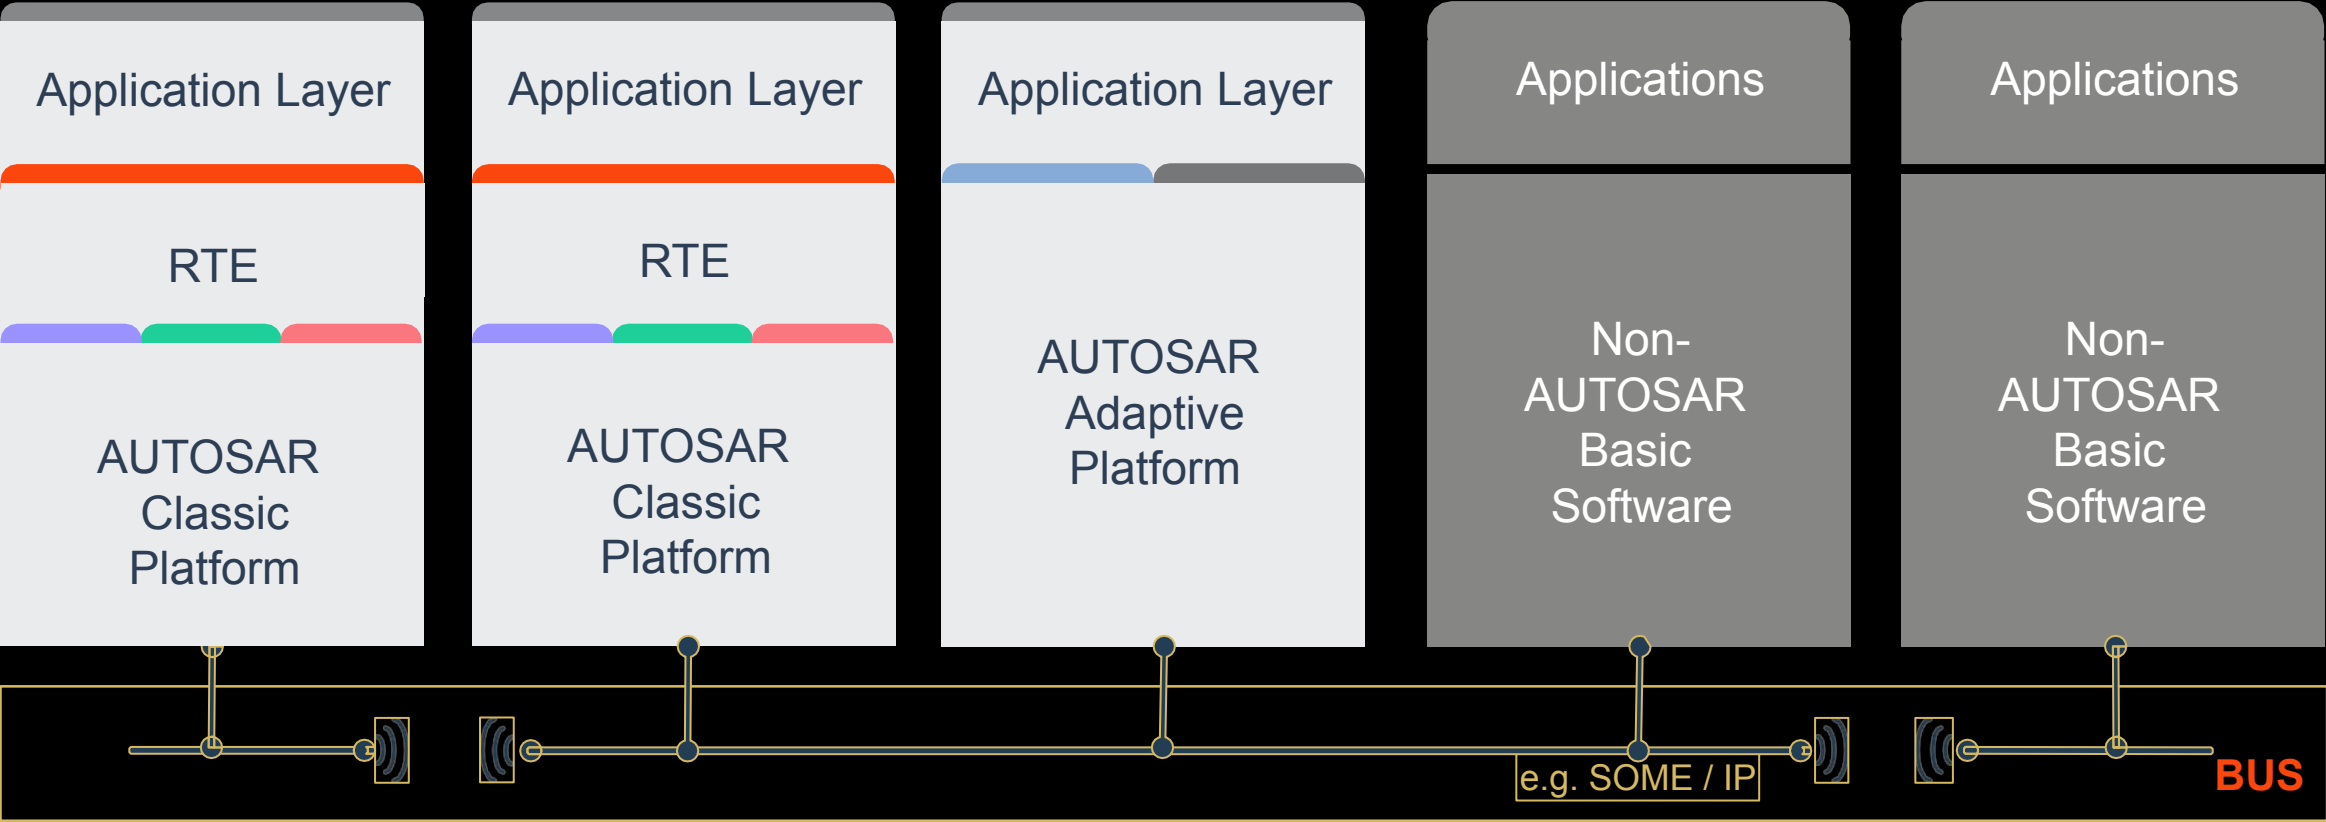 Application Layer
RTE
AUTOSAR
Classic
Platform
Application Layer
RTE
AUTOSAR
Classic
Platform
Application Layer
AUTOSAR
Adaptive
Platform
Applications
Non-
AUTOSAR
Basic
Software
Applications
Non-
AUTOSAR
Basic
Software
e.g. SOME / IP
BUS